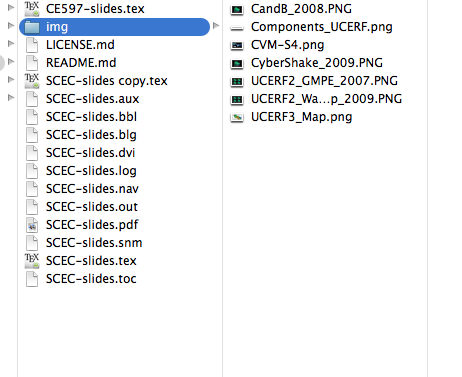 CE597-slides.tex
img
LICENSE.md
README.md
SCEC-slides copy.tex
SCEC-slides.aux
SCEC-slides.bbl
SCEC-slides.blg
SCEC-slides.dvi
SCEC-slides.log
SCEC-slides.nav
SCEC-slides.out
SCEC-slides.pdf
SCEC-slides.snm
SCEC-slides.tex
SCEC-slides.toc
CandB_2008.PNG
Components_UCERF.png
CVM-S4.png
CyberShake_2009.PNG
UCERF2_GMPE_2007.PNG
UCERF2_Wa...p_2009.PNG
UCERF3_Map.png